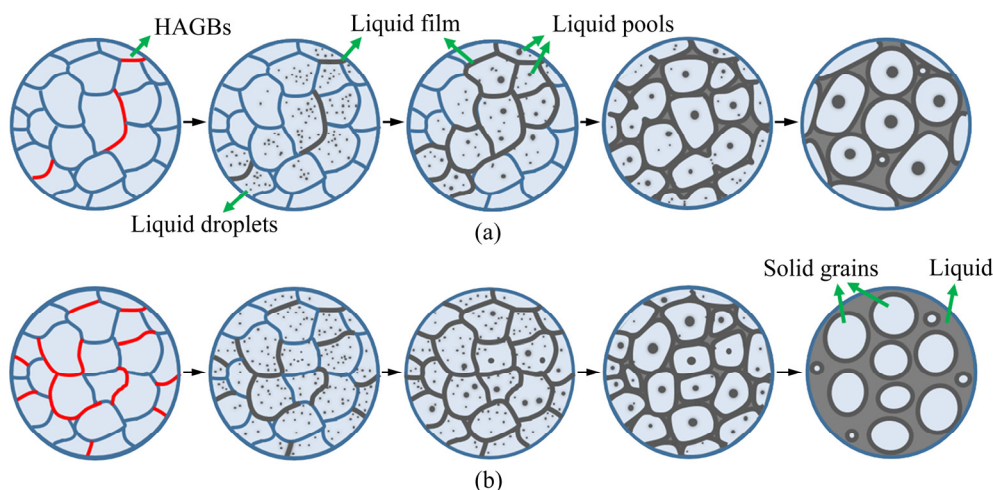 HAGBs
Liquid film
Liquid pools
Liquid droplets
(a)
Solid grains
Liquid
(b)